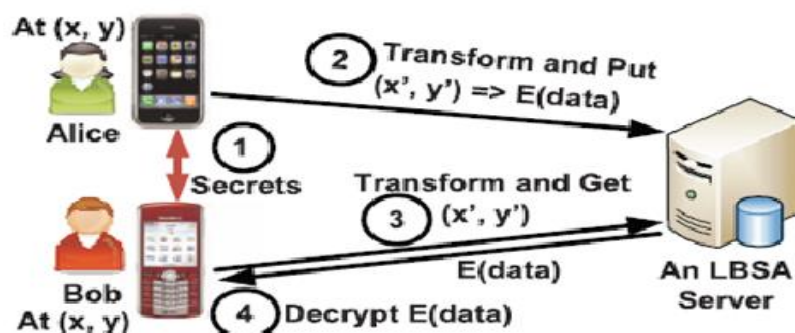 At (x, y)
Alice
1
Secrets
2
Transform and Put
(x', y') => E(data)
Transform and Get
3
(x', y')
E(data)
An LBSA
Server
Bob
At (x, y)
4
Decrypt E(data)